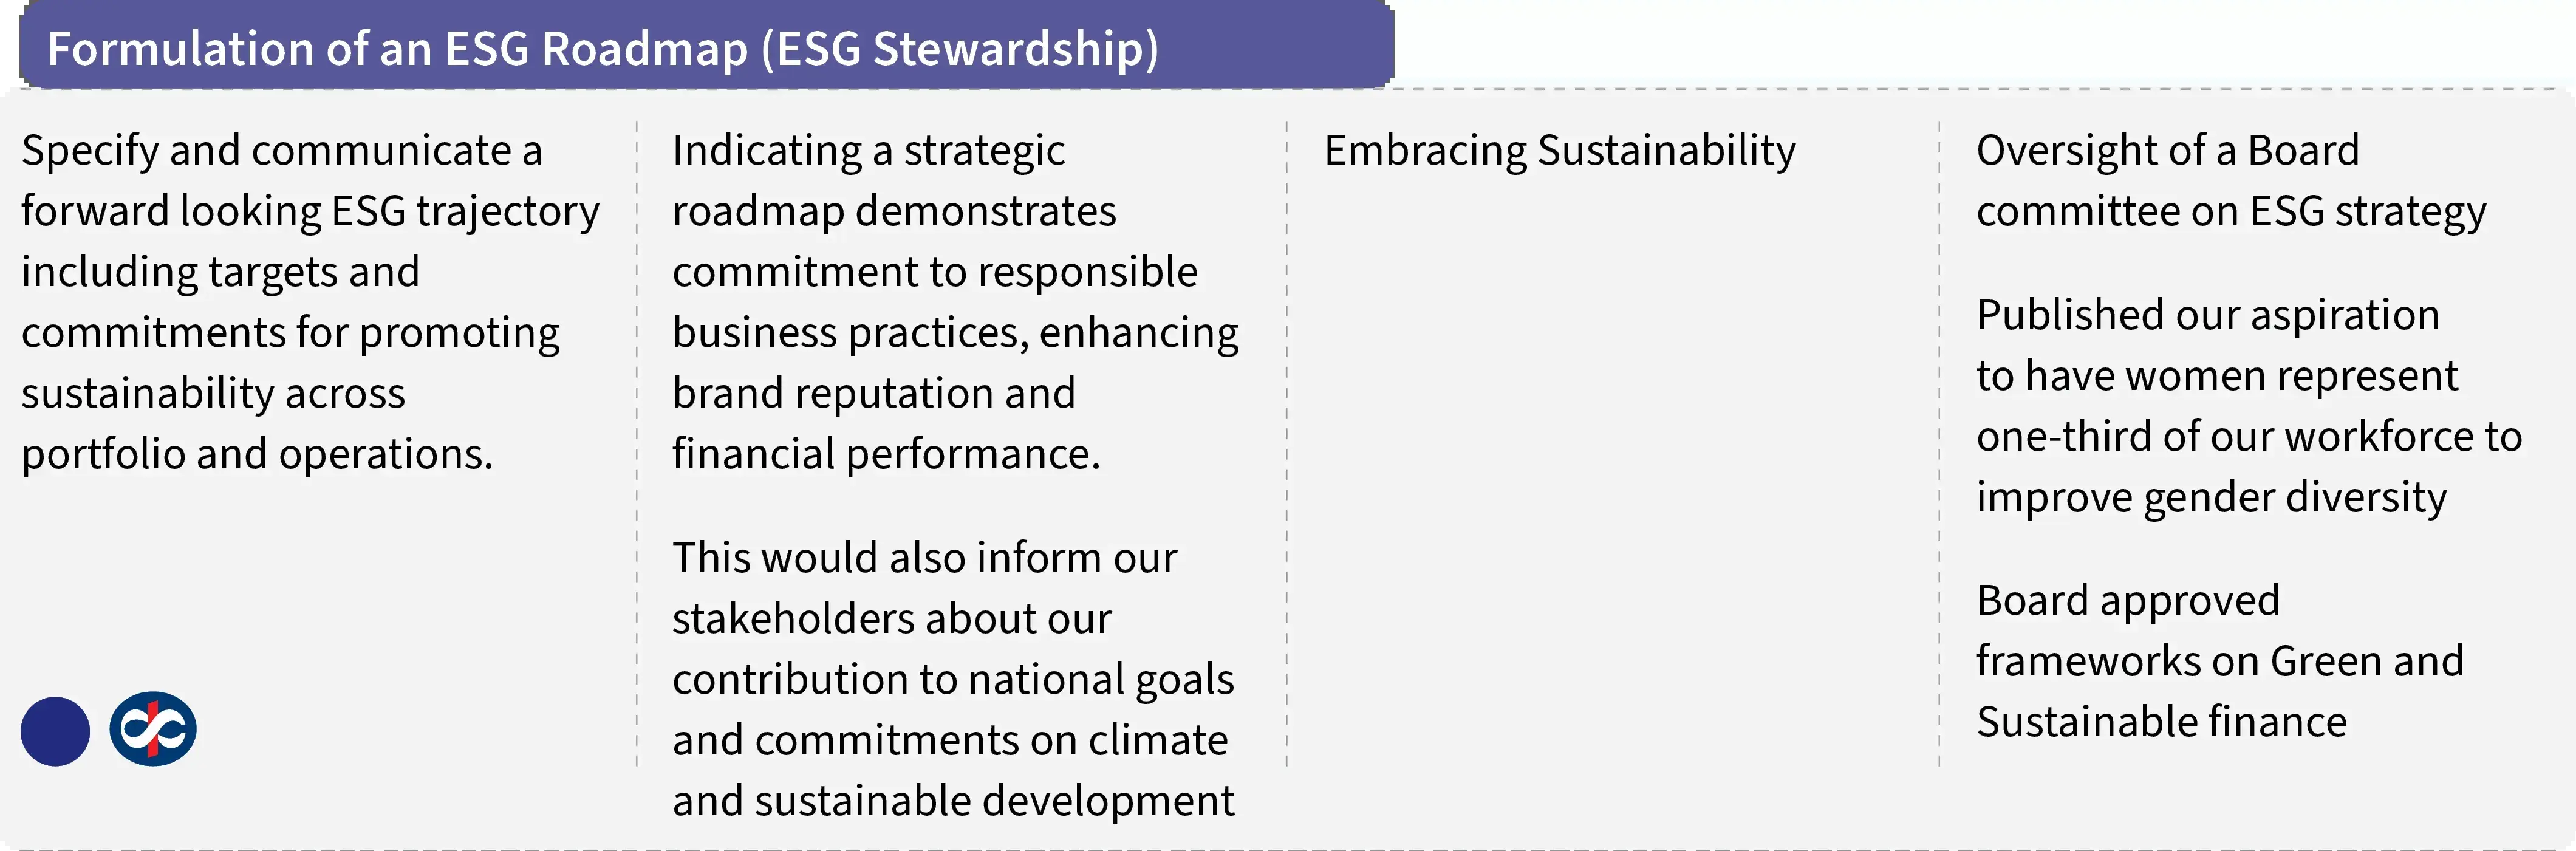 Formulation of an ESG Roadmap (ESG Stewardship)
Specify and communicate a
forward looking ESG trajectory
including targets and
commitments for promoting
sustainability across
portfolio and operations.
Indicating a strategic
roadmap demonstrates
commitment to responsible
business practices, enhancing
brand reputation and
financial performance.
This would also inform our
stakeholders about our
contribution to national goals
and commitments on climate
and sustainable development
Embracing Sustainability
Oversight of a Board
committee on ESG strategy
Published our aspiration
to have women represent
one-third of our workforce to
improve gender diversity
Board approved
frameworks on Green and
Sustainable finance